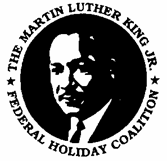 THE MARTIN LUTHER KING JR.
FEDERAL HOLIDAY COALITION